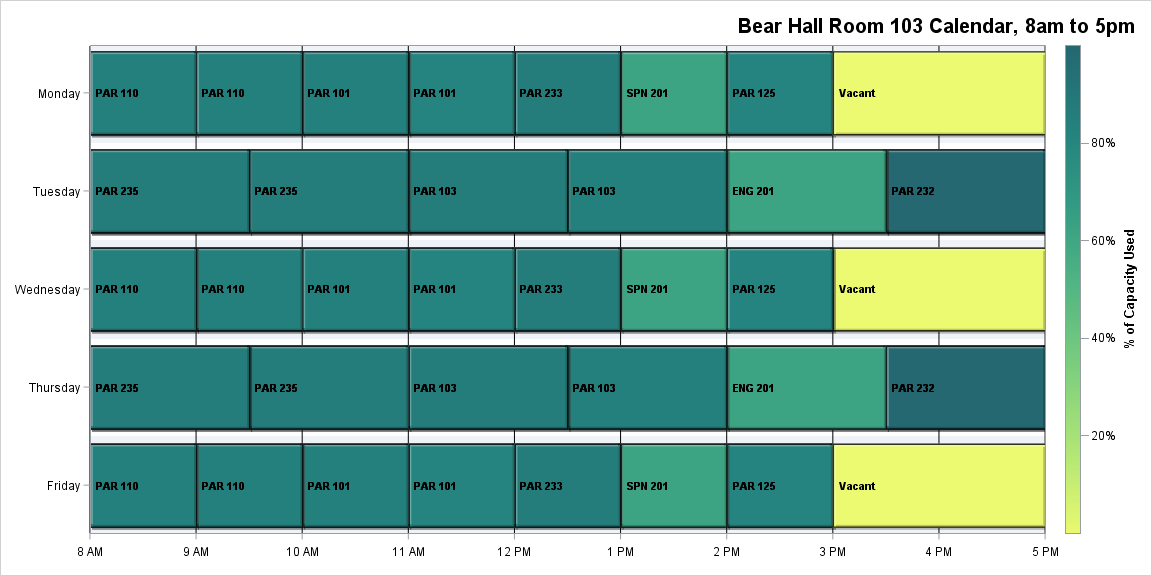 Bear Hall Room 103 Calendar, 8am to 5pm
Monday PAR 110 PAR 110 PAR 101 PAR 101 PAR 233 SPN 201 PAR 125 Vacant
80%
Tuesday PAR 235 PAR 235 PAR 103 PAR 103 ENG 201 PAR 232
60%
Wednesday PAR 110 PAR 110 PAR 101 PAR 101 PAR 233 SPN 201 PAR 125 Vacant
% of Capacity Used
40%
Thursday PAR 235 PAR 235 PAR 103 PAR 103 ENG 201 PAR 232
20%
Friday PAR 110 PAR 110 PAR 101 PAR 101 PAR 233 SPN 201 PAR 125 Vacant
8 AM 9 AM 10 AM 11 AM 12 PM 1 PM 2 PM 3 PM 4 PM 5 PM